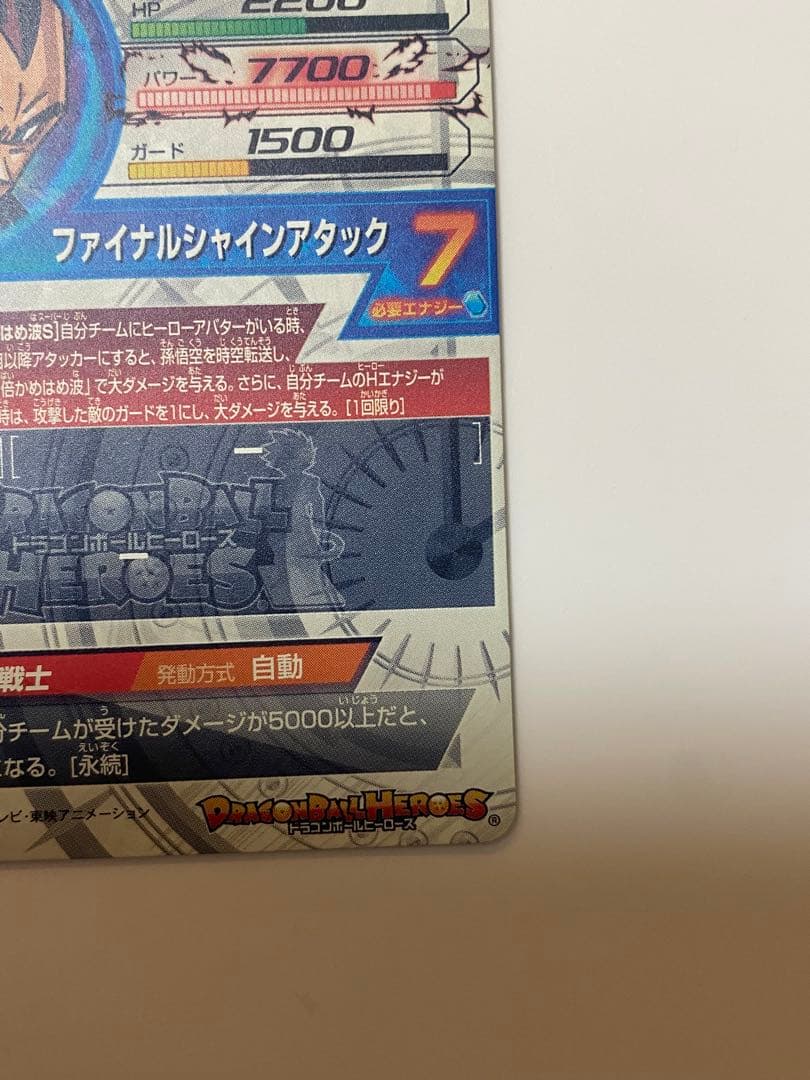 HP 2200
パワー 7700
ガード 1500
ファイナルシャインアタック 7
必要エナジー
はめ波S]自分チームにヒーローアバターがいる時、
以降アタッカーにすると、孫悟空を時空転送し、
倍かめはめ波」で大ダメージを与える。さらに、自分チームのHエナジーが
時は、攻撃した敵のガードを1にし、大ダメージを与える。[1回限り]
][ ー ]
DRAGON BALL
ドラゴンボールヒーローズ
HEROES
ー
戦士 発動方式 自動
分チームが受けたダメージが5000以上だと、
なる。[永続]
レビ・東映アニメーション
DRAGONBALL HEROES
ドラゴンボールヒーローズ ®